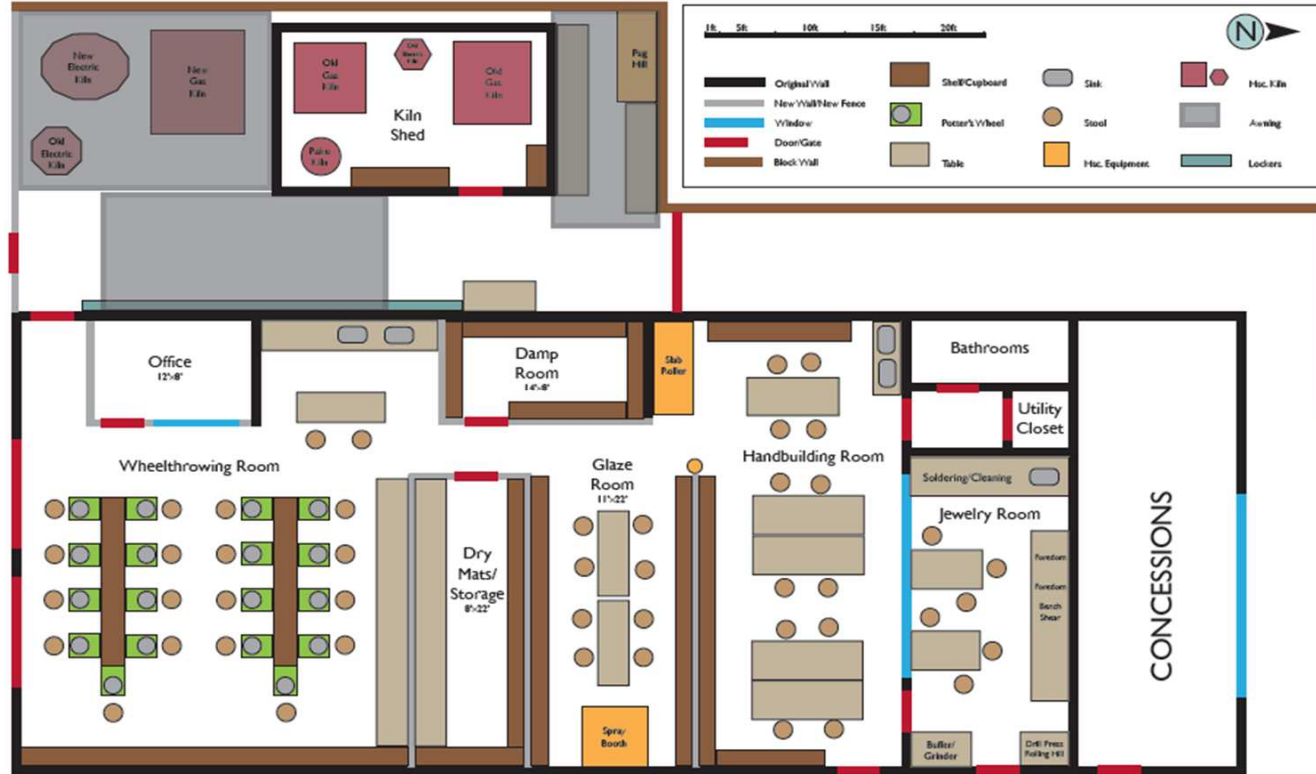 New
Electric
Kiln
New
Gas
Kiln
Old
Electric
Kiln
Old
Gas
Kiln
Old
Kiln
Old
Gas
Kiln
Kiln
Shed
Raku
Kiln
Pug
Mill
1ft.
5ft
10ft
15ft
20ft
N
Original Wall
New Wall/New Fence
Window
Door/Gate
Block Wall
Shelf/Cupboard
Potter's Wheel
Table
Sink
Stool
Msc. Equipment
Msc. Kiln
Awning
Lockers
Office
12'x8'
Damp
Room
14'x8'
Slab
Roller
Bathrooms
Utility
Closet
Wheelthrowing Room
Glaze
Room
11'x22'
Handbuilding Room
Soldering/Cleaning
Jewelry Room
Dry
Mats/
Storage
8'x22'
Foredom
Foredom
Bench
Shear
Spray
Booth
Buffer/
Grinder
Drill Press
Rolling Mill
CONCESSIONS